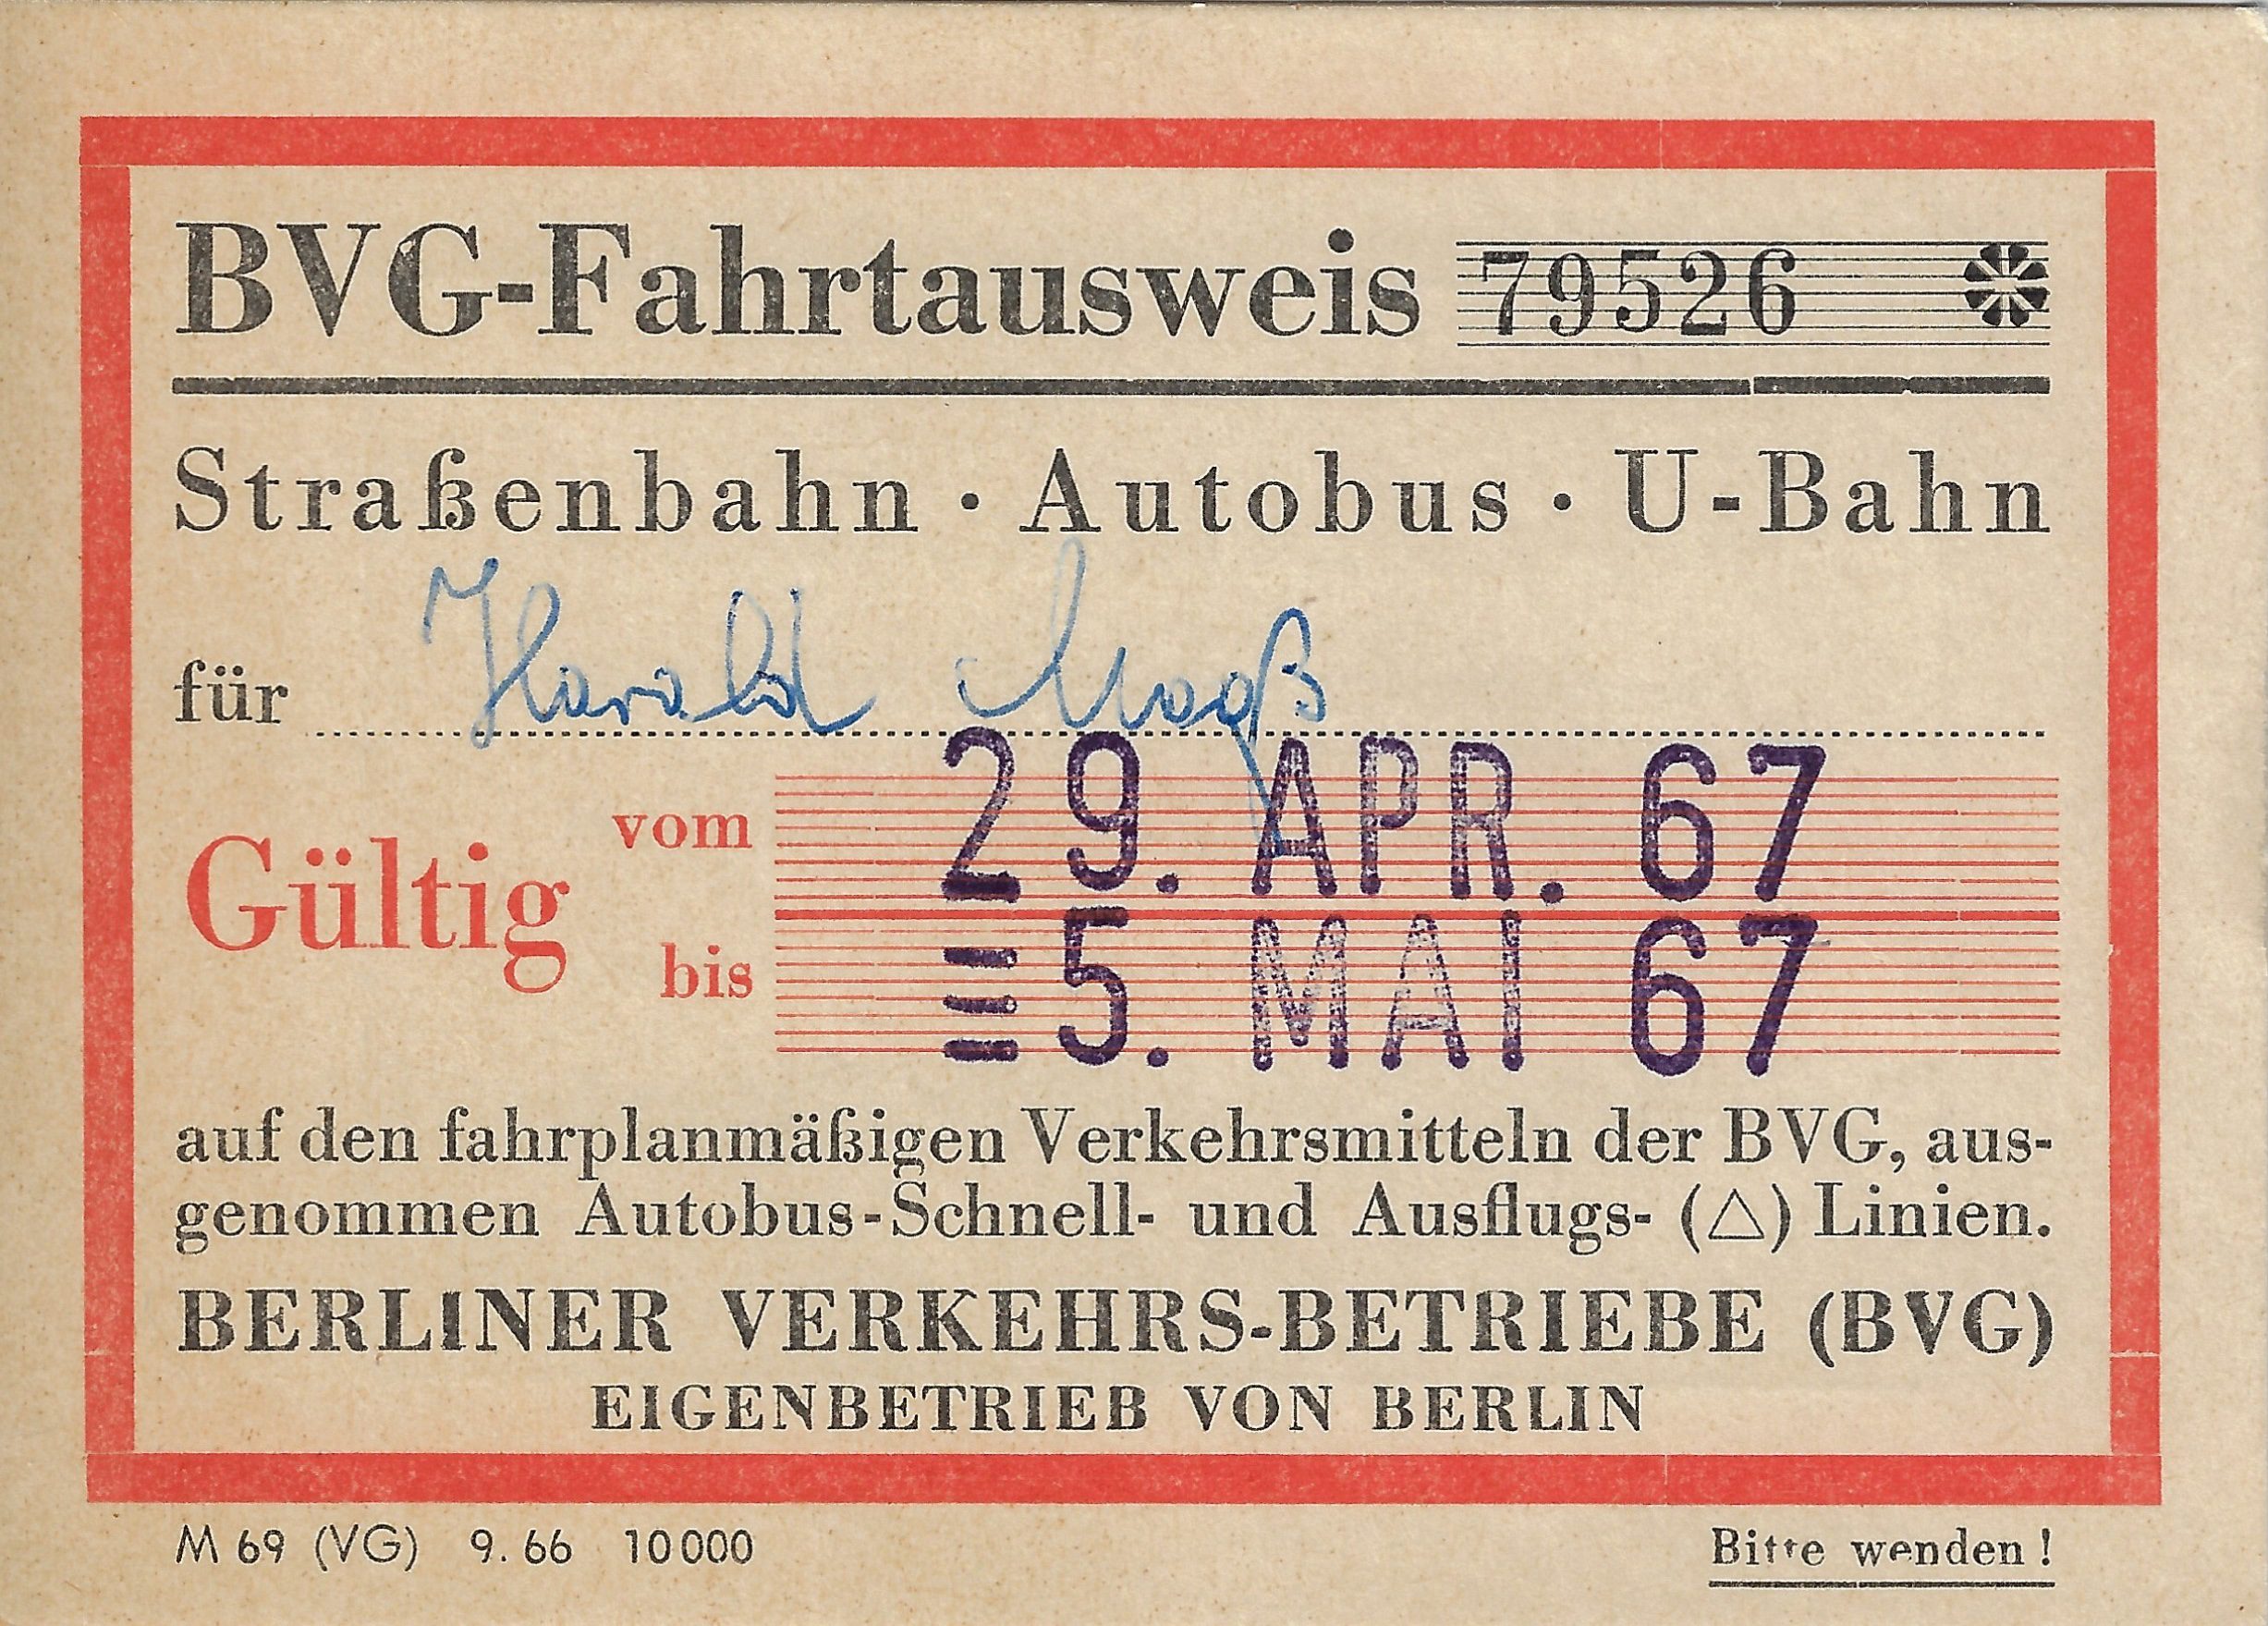 BVG-Fahrtausweis 79526 *
Straßenbahn · Autobus · U-Bahn
für Harald Maaß
Gültig vom 29. APR. 67
bis 5. MAI 67
auf den fahrplanmäßigen Verkehrsmitteln der BVG, aus-
genommen Autobus-Schnell- und Ausflugs- (△) Linien.
BERLINER VERKEHRS-BETRIEBE (BVG)
EIGENBETRIEB VON BERLIN
M 69 (VG) 9.66 10000
Bitte wenden!